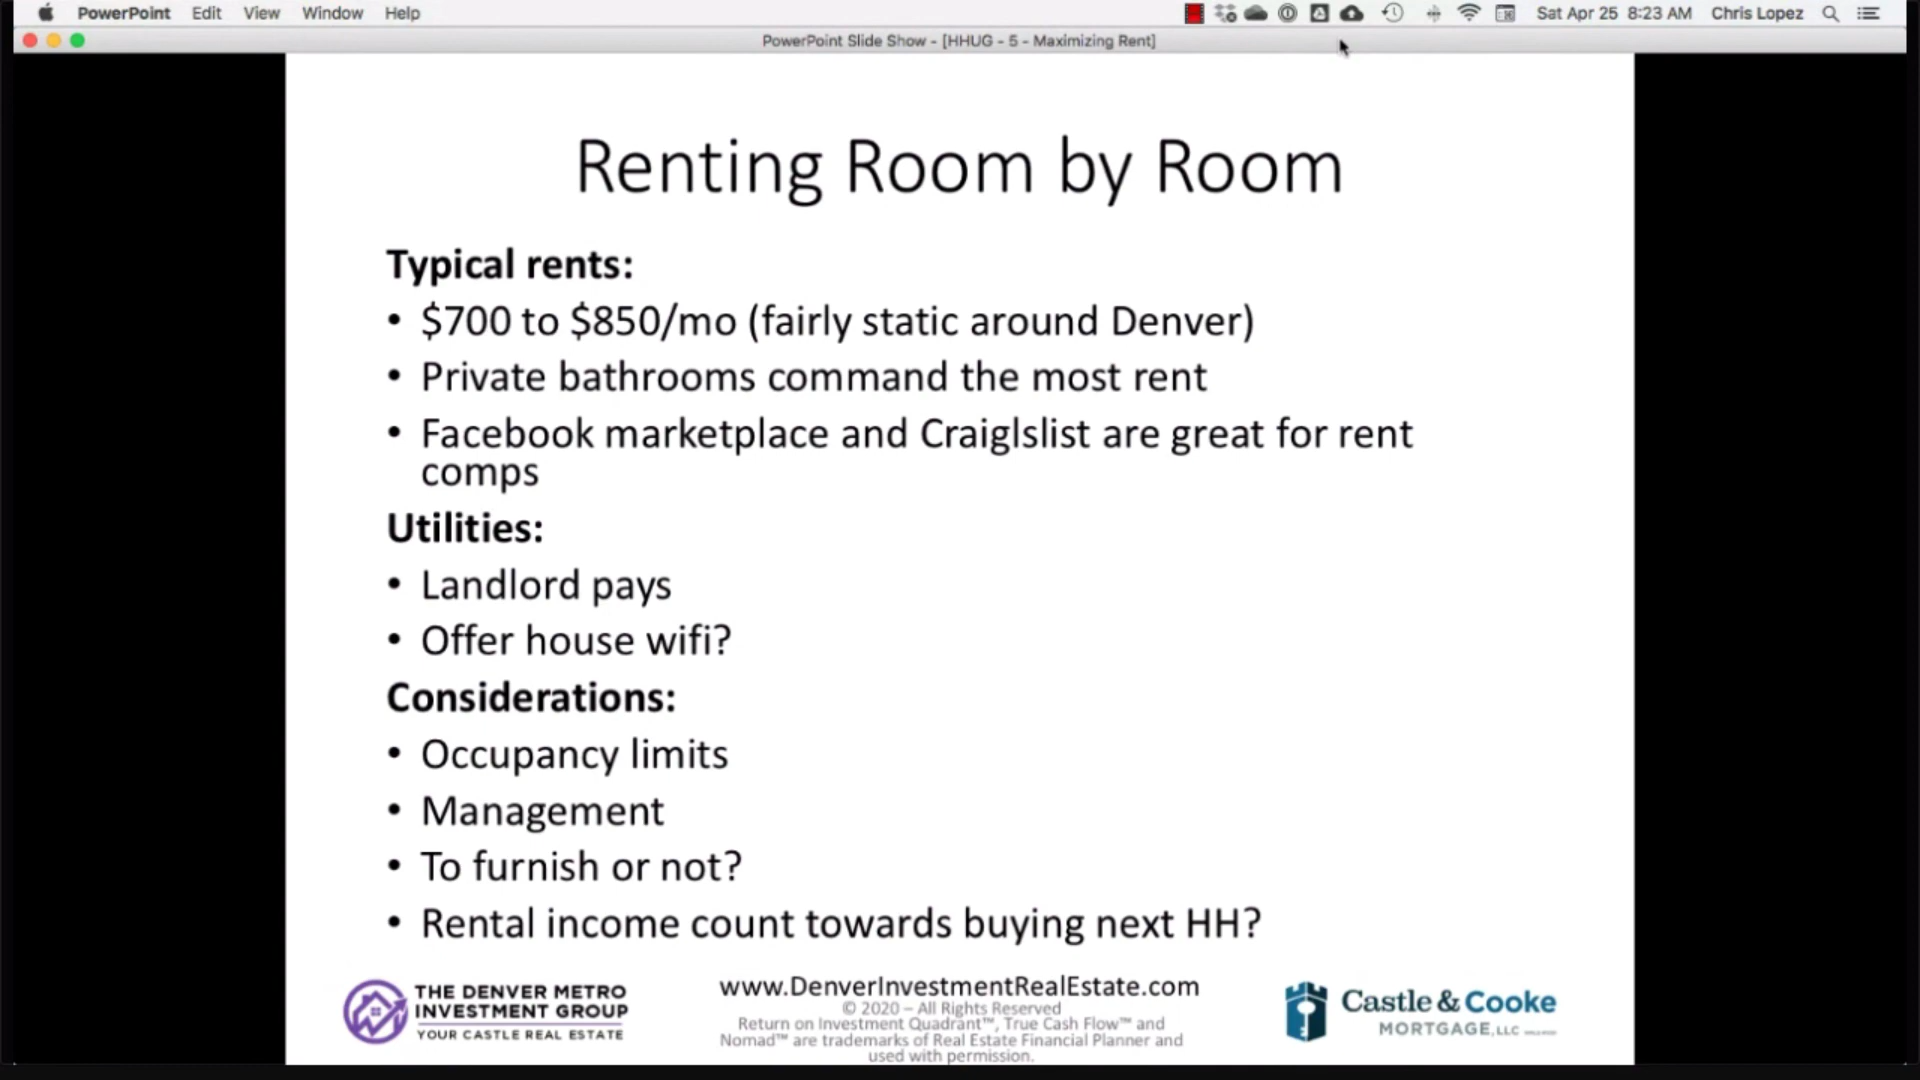 PowerPoint Edit View Window Help Sat Apr 25 8:23 AM Chris Lopez
PowerPoint Slide Show - [HHUG - 5 - Maximizing Rent]
Renting Room by Room
Typical rents:
• $700 to $850/mo (fairly static around Denver)
• Private bathrooms command the most rent
• Facebook marketplace and Craiglslist are great for rent
comps
Utilities:
• Landlord pays
• Offer house wifi?
Considerations:
• Occupancy limits
• Management
• To furnish or not?
• Rental income count towards buying next HH?
THE DENVER METRO
INVESTMENT GROUP
YOUR CASTLE REAL ESTATE
www.DenverInvestmentRealEstate.com
© 2020 – All Rights Reserved
Return on Investment Quadrant™, True Cash Flow™ and
Nomad™ are trademarks of Real Estate Financial Planner and
used with permission.
Castle & Cooke
MORTGAGE, LLC